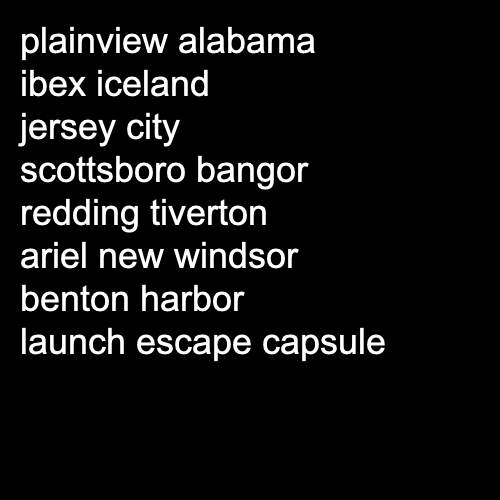 plainview alabama
ibex iceland
jersey city
scottsboro bangor
redding tiverton
ariel new windsor
benton harbor
launch escape capsule